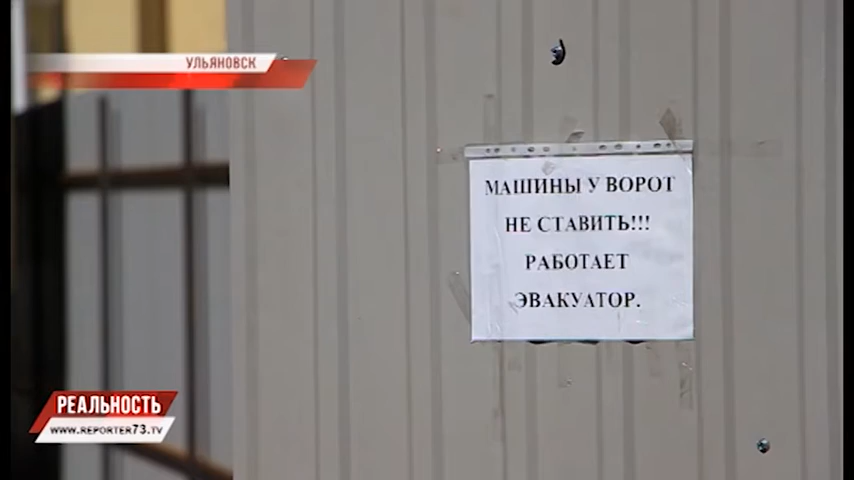 УЛЬЯНОВСК
МАШИНЫ У ВОРОТ
НЕ СТАВИТЬ!!!
РАБОТАЕТ
ЭВАКУАТОР.
РЕАЛЬНОСТЬ
WWW.REPORTER73.TV